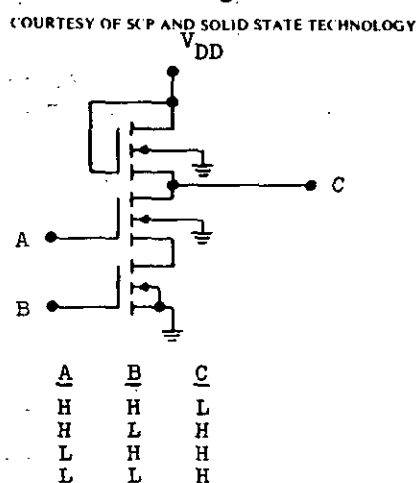 COURTESY OF SCP AND SOLID STATE TECHNOLOGY
VDD
C
A
B
A B C
H H L
H L H
L H H
L L H